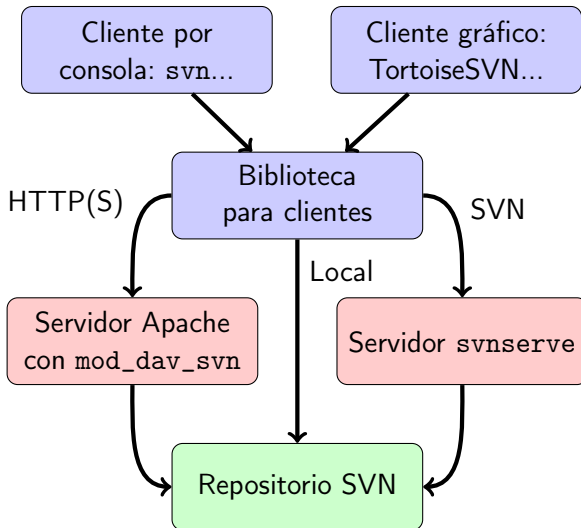 Cliente por
consola: svn...
Cliente gráfico:
TortoiseSVN...
Biblioteca
para clientes
HTTP(S)
SVN
Local
Servidor Apache
con mod_dav_svn
Servidor svnserve
Repositorio SVN